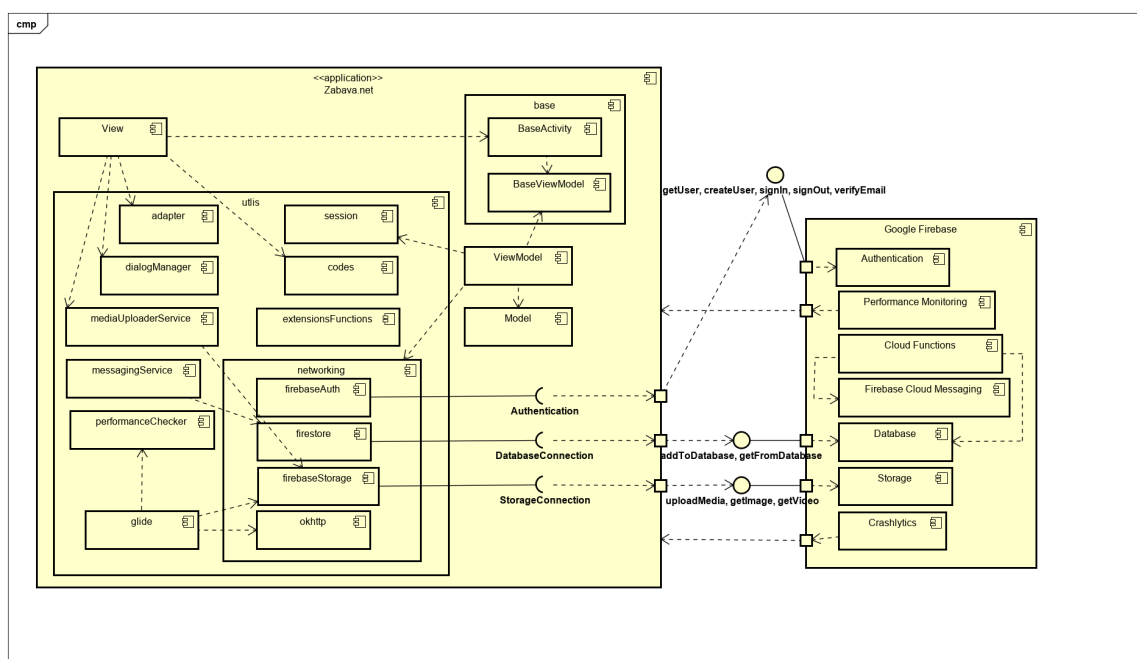 cmp
<<application>>
Zabava.net
base
View
BaseActivity
BaseViewModel
getUser, createUser, signIn, signOut, verifyEmail
utlis
adapter
session
Google Firebase
ViewModel
Authentication
dialogManager
codes
Performance Monitoring
mediaUploaderService
extensionsFunctions
Model
Cloud Functions
messagingService
networking
firebaseAuth
Firebase Cloud Messaging
Authentication
performanceChecker
firestore
Database
DatabaseConnection
addToDatabase, getFromDatabase
firebaseStorage
Storage
StorageConnection
uploadMedia, getImage, getVideo
glide
okhttp
Crashlytics